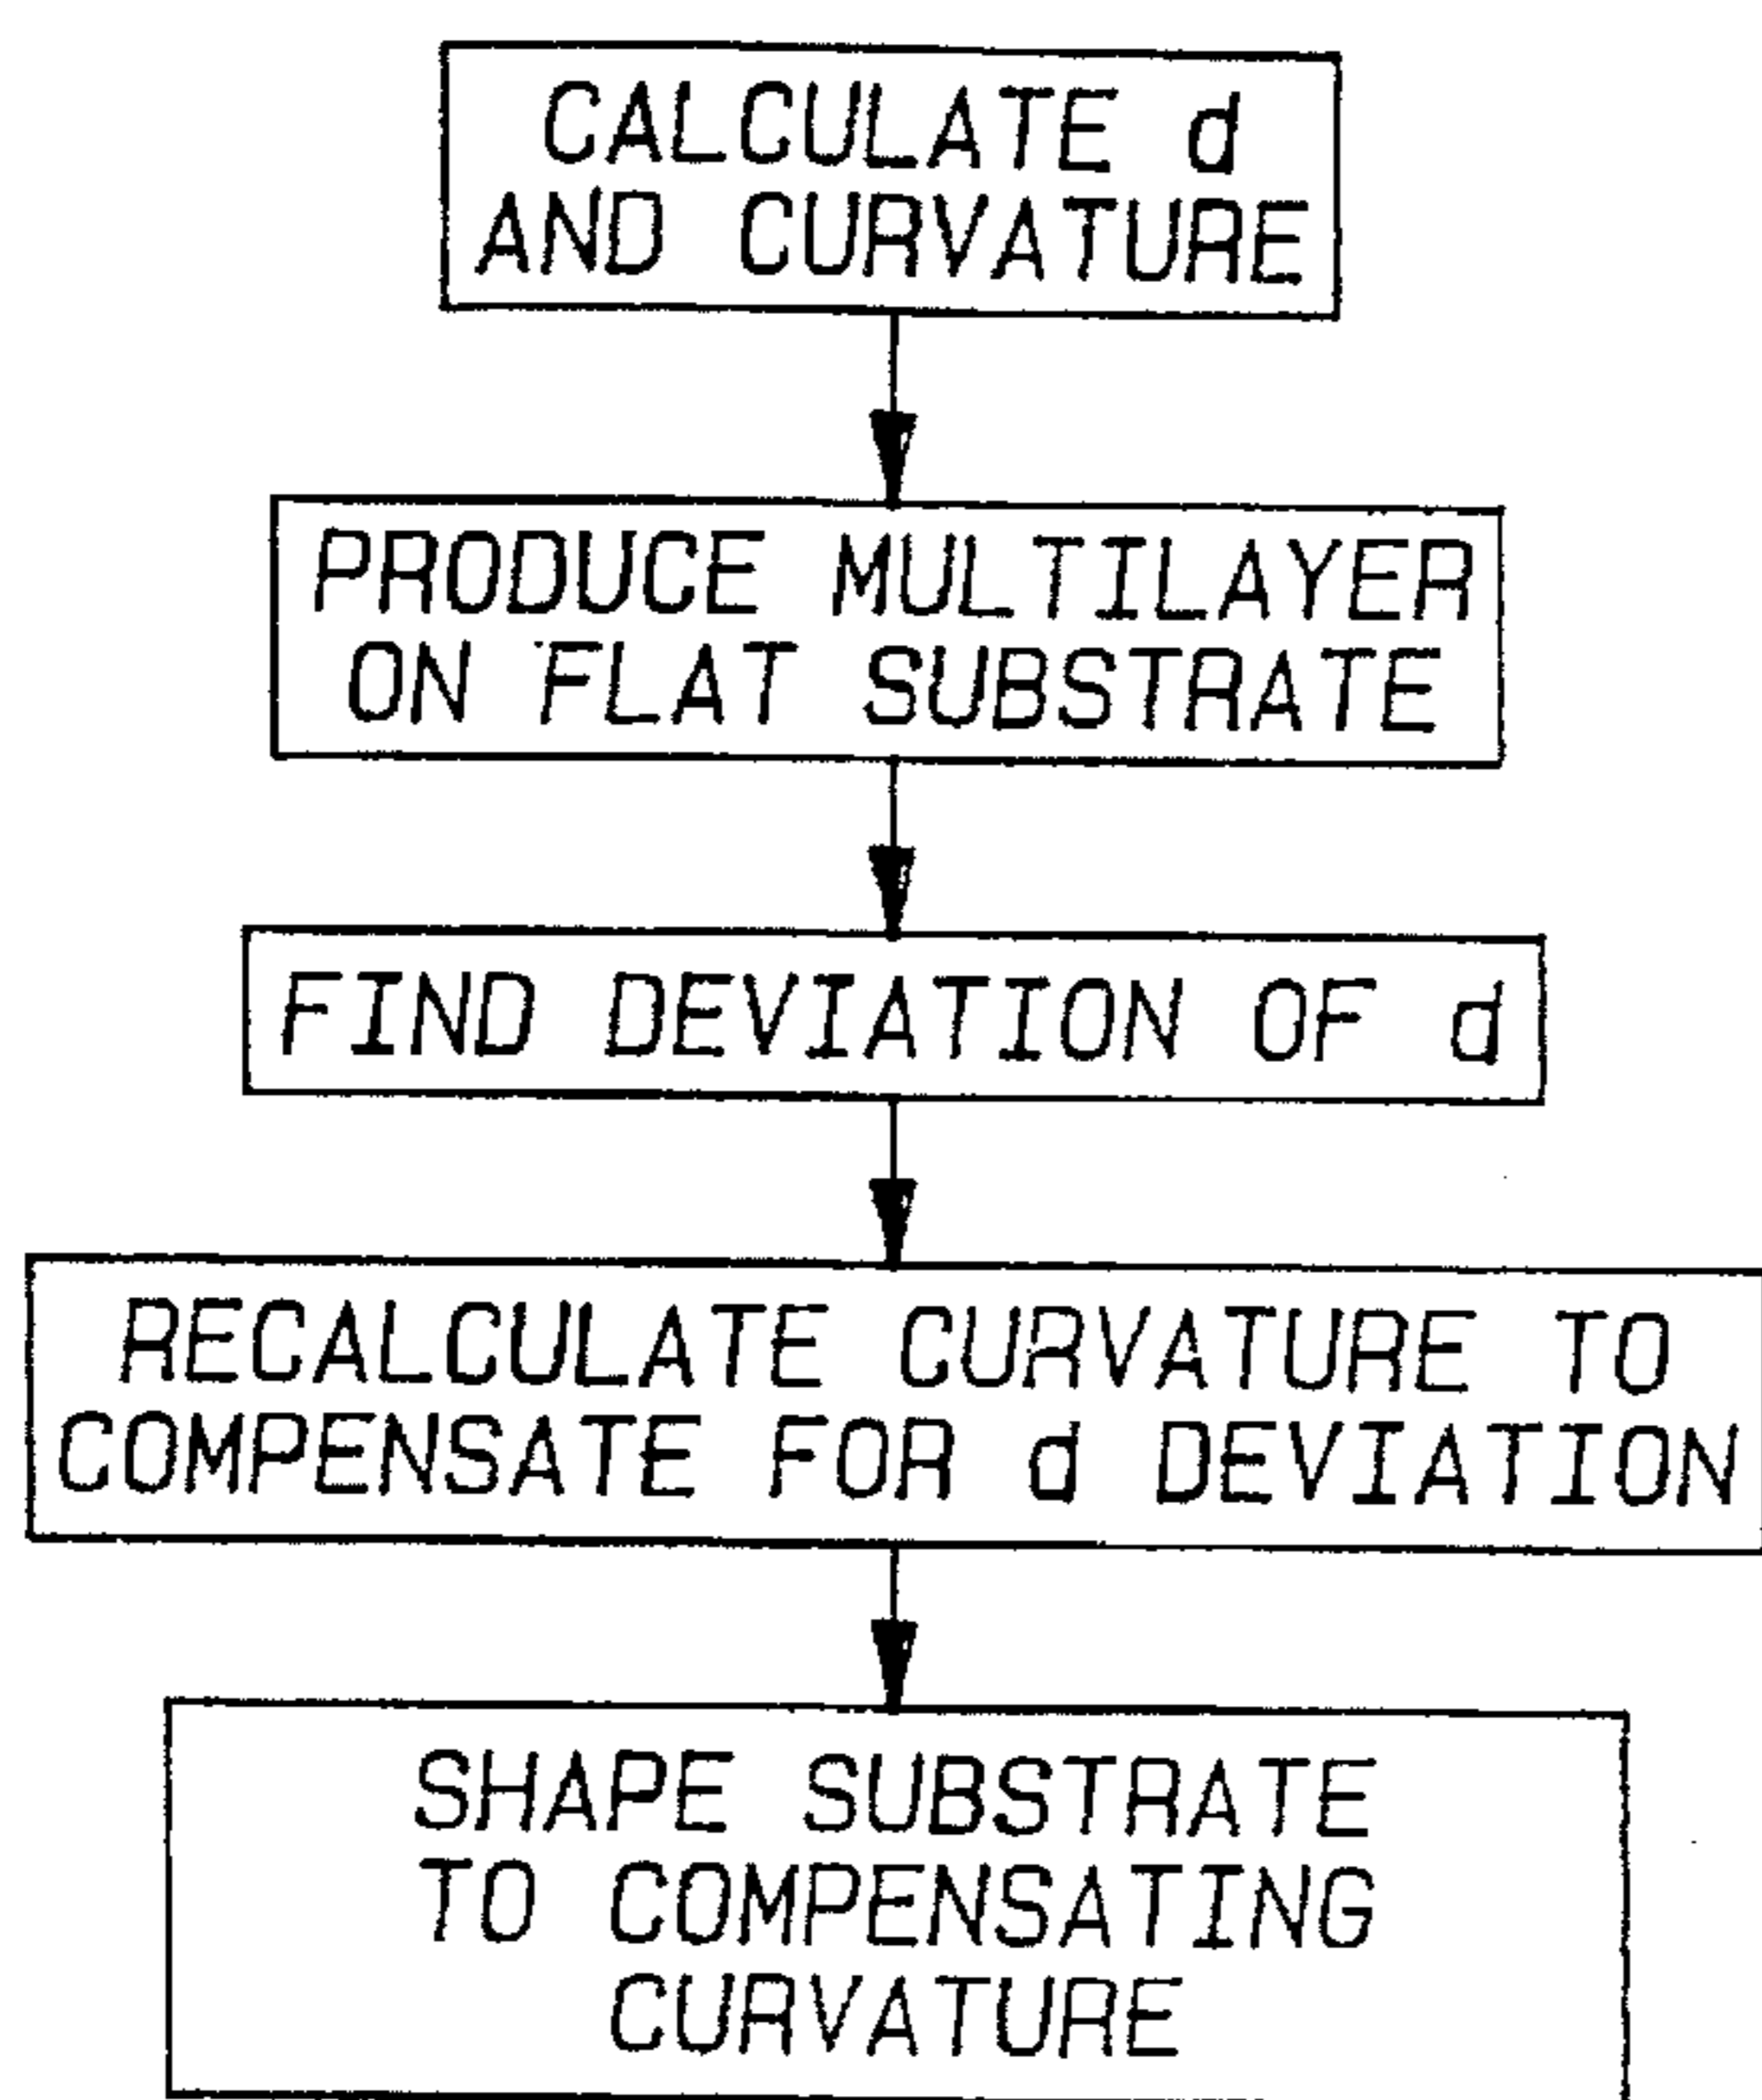 CALCULATE d
AND CURVATURE
PRODUCE MULTILAYER
ON FLAT SUBSTRATE
FIND DEVIATION OF d
RECALCULATE CURVATURE TO
COMPENSATE FOR d DEVIATION
SHAPE SUBSTRATE
TO COMPENSATING
CURVATURE